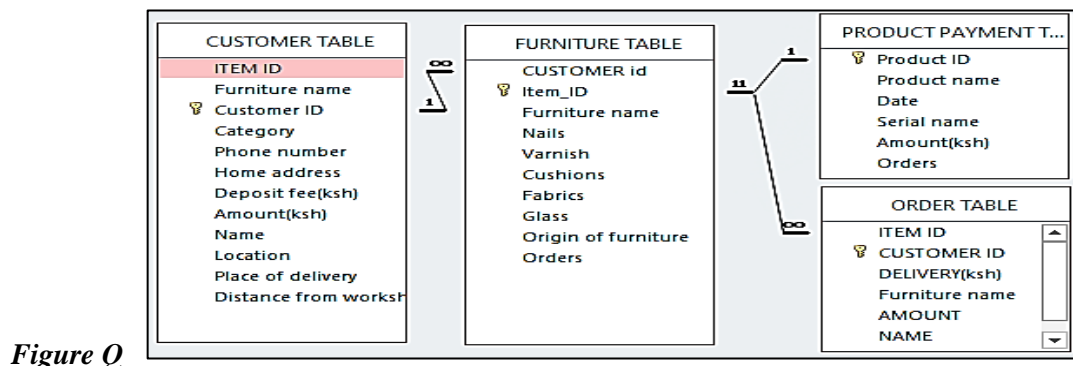 CUSTOMER TABLE
ITEM ID
Furniture name
Customer ID
Category
Phone number
Home address
Deposit fee(ksh)
Amount(ksh)
Name
Location
Place of delivery
Distance from worksh
∞
1
FURNITURE TABLE
CUSTOMER id
Item_ID
Furniture name
Nails
Varnish
Cushions
Fabrics
Glass
Origin of furniture
Orders
1
11
∞
PRODUCT PAYMENT T...
Product ID
Product name
Date
Serial name
Amount(ksh)
Orders
ORDER TABLE
ITEM ID
CUSTOMER ID
DELIVERY(ksh)
Furniture name
AMOUNT
NAME
Figure Q